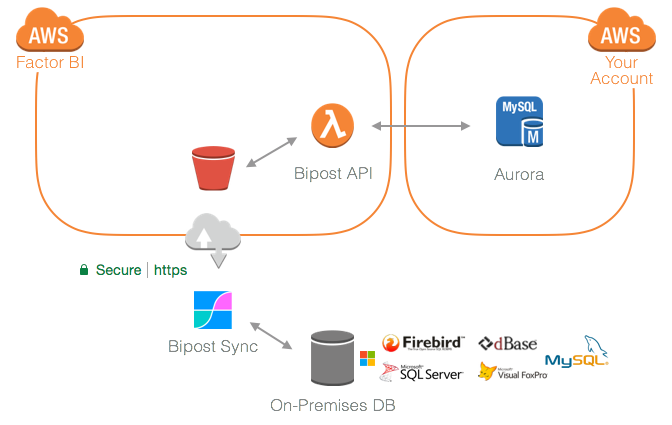 AWS
Factor BI
AWS
Your
Account
MySQL
M
Bipost API
Aurora
Secure | https
Bipost Sync
Firebird
dBase
MySQL
Microsoft
SQL Server
Microsoft
Visual FoxPro
On-Premises DB